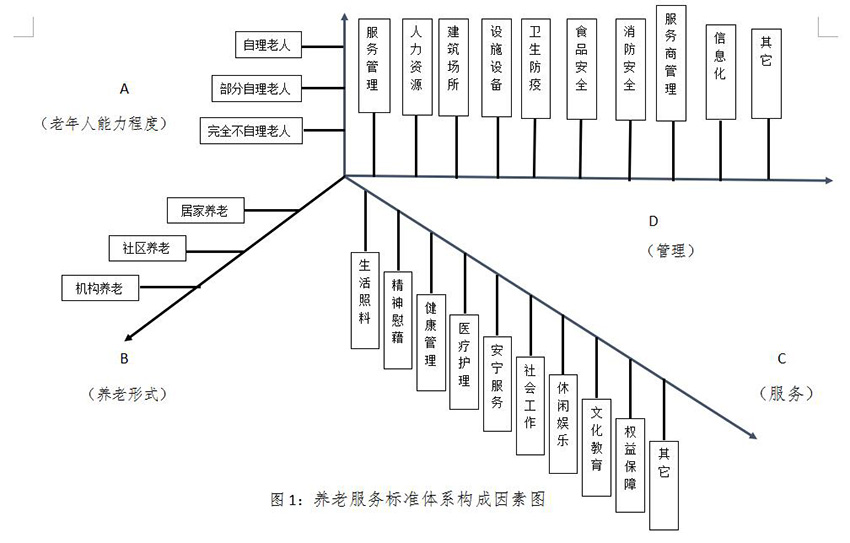 自理老人
部分自理老人
完全不自理老人
A
（老年人能力程度）
服务管理
人力资源
建筑场所
设施设备
卫生防疫
食品安全
消防安全
服务商管理
信息化
其它
D
（管理）
居家养老
社区养老
机构养老
B
（养老形式）
生活照料
精神慰藉
健康管理
医疗护理
安宁服务
社会工作
休闲娱乐
文化教育
权益保障
其它
C
（服务）
图1：养老服务标准体系构成因素图